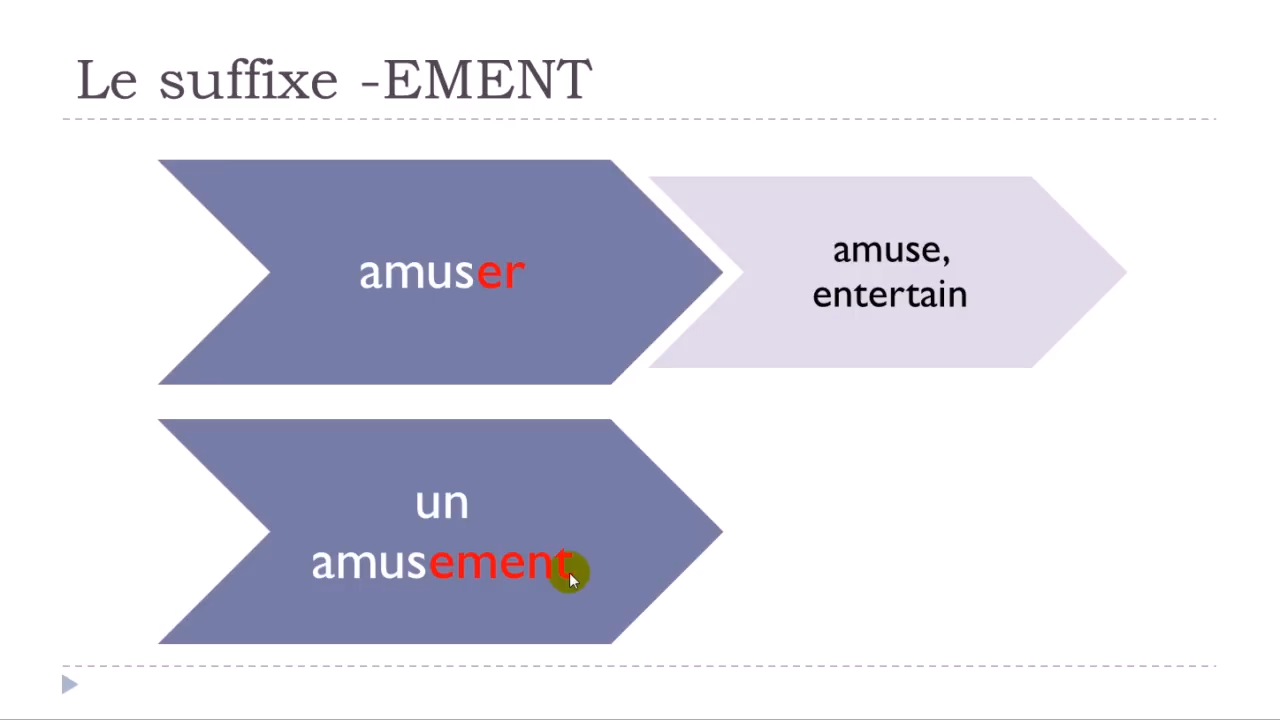 Le suffixe -EMENT
amuser
amuse,
entertain
un
amusement